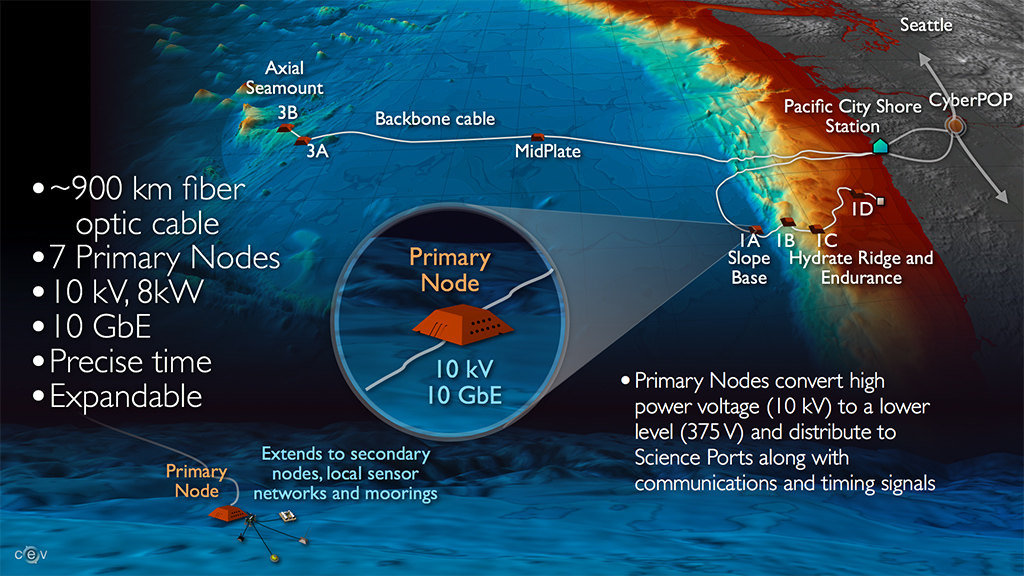 Seattle
Axial
Seamount
3B
3A
Backbone cable
MidPlate
Pacific City Shore
Station
CyberPOP
1D
1A
Slope
Base
1B
1C
Hydrate Ridge and
Endurance
•~900 km fiber
optic cable
•7 Primary Nodes
•10 kV, 8kW
•10 GbE
•Precise time
•Expandable
Primary
Node
10 kV
10 GbE
•Primary Nodes convert high
power voltage (10 kV) to a lower
level (375 V) and distribute to
Science Ports along with
communications and timing signals
Extends to secondary
nodes, local sensor
networks and moorings
Primary
Node
cev